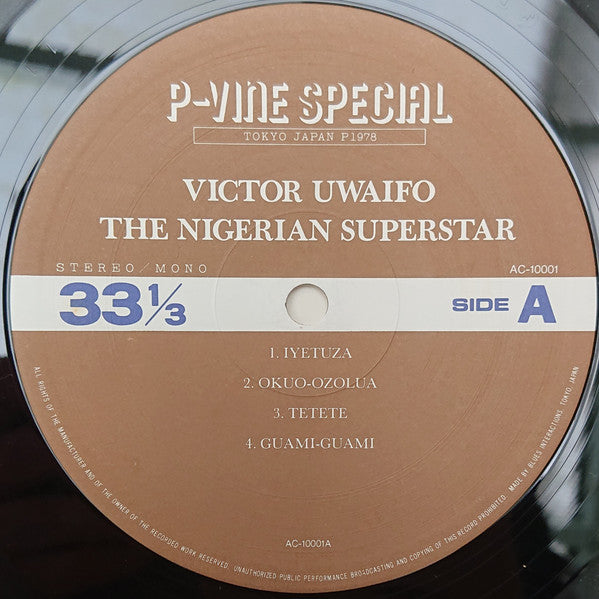 P-VINE SPECIAL
TOKYO JAPAN P1978
VICTOR UWAIFO
THE NIGERIAN SUPERSTAR
STEREO/MONO
AC-10001
33 1/3
SIDE A
1. IYETUZA
2. OKUO-OZOLUA
3. TETETE
4. GUAMI-GUAMI
AC-10001A
ALL RIGHTS OF THE MANUFACTURER AND OF THE OWNER OF THE RECORDED WORK RESERVED. UNAUTHORIZED PUBLIC PERFORMANCE BROADCASTING AND COPYING OF THIS RECORD PROHIBITED. MADE BY BLUES INTERACTIONS, TOKYO, JAPAN